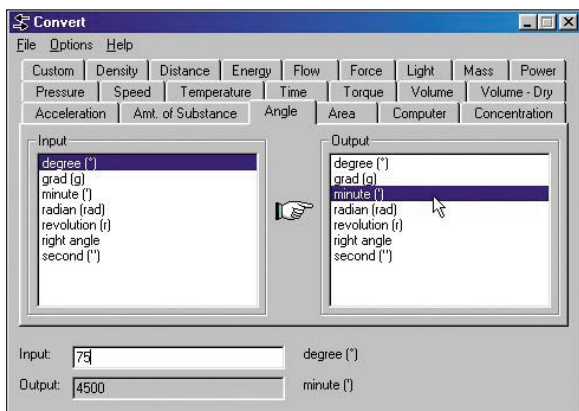 Convert
File Options Help
Custom Density Distance Energy Flow Force Light Mass Power
Pressure Speed Temperature Time Torque Volume Volume - Dry
Acceleration Amt. of Substance Angle Area Computer Concentration
Input
degree (°)
grad (g)
minute (')
radian (rad)
revolution (r)
right angle
second ('')
Output
degree (°)
grad (g)
minute (')
radian (rad)
revolution (r)
right angle
second ('')
Input: 75 degree (°)
Output: 4500 minute (')